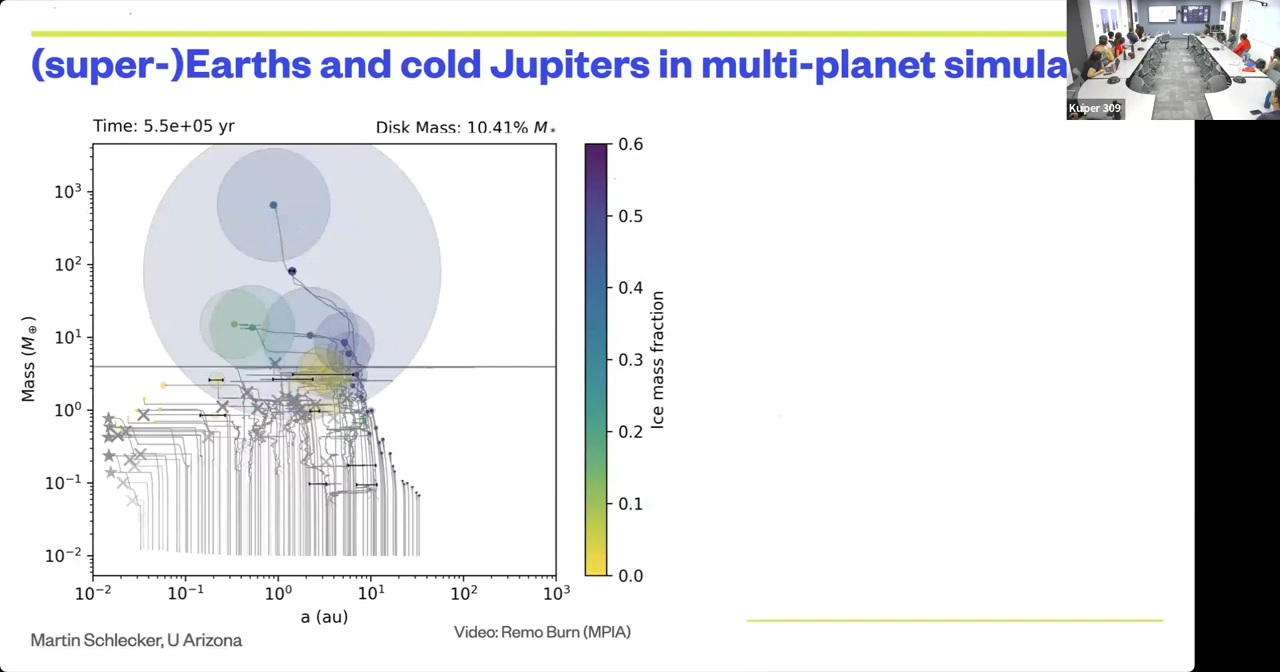 (super-)Earths and cold Jupiters in multi-planet simula
Kuiper 309
Time: 5.5e+05 yr
Disk Mass: 10.41% M*
10³
10²
10¹
10⁰
10⁻¹
10⁻²
Mass (M⊕)
10⁻²
10⁻¹
10⁰
10¹
10²
10³
a (au)
0.6
0.5
0.4
0.3
0.2
0.1
0.0
Ice mass fraction
Martin Schlecker, U Arizona
Video: Remo Burn (MPIA)